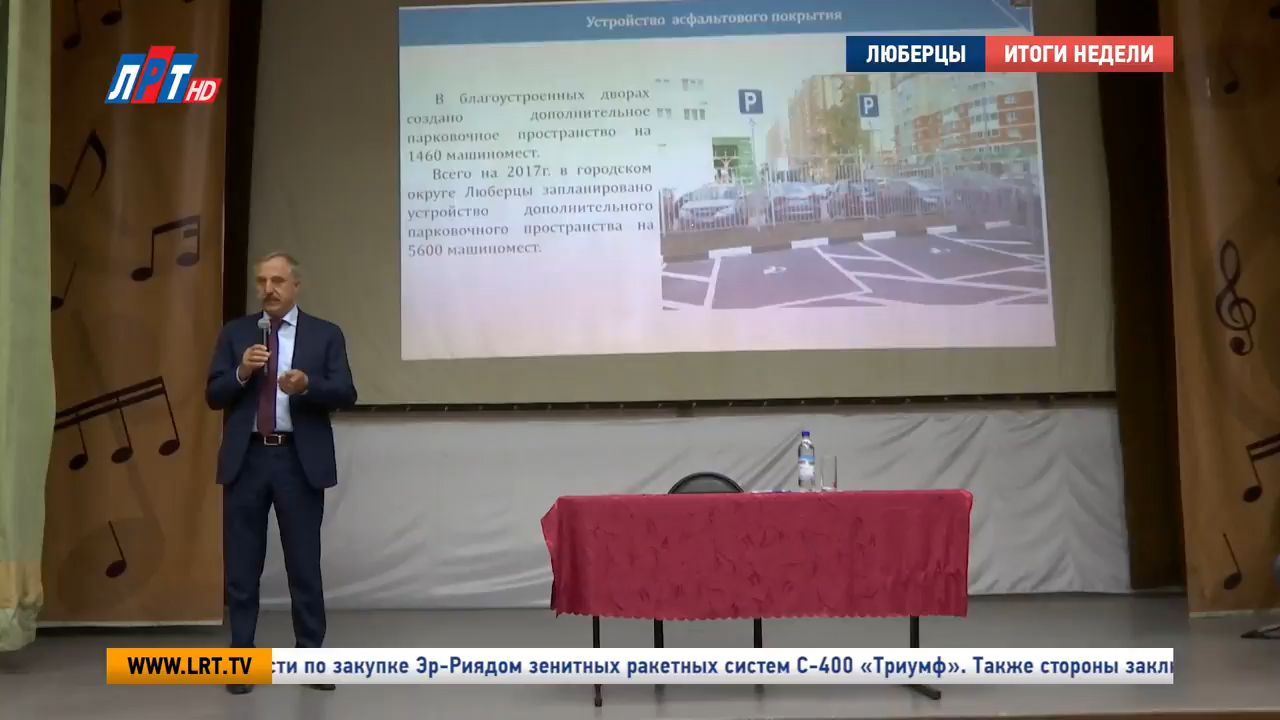 Устройство асфальтового покрытия
ЛРТ HD
ЛЮБЕРЦЫ ИТОГИ НЕДЕЛИ
В благоустроенных дворах
создано дополнительное
парковочное пространство на
1460 машиномест.
Всего на 2017г. в городском
округе Люберцы запланировано
устройство дополнительного
парковочного пространства на
5600 машиномест.
P
P
WWW.LRT.TV
сти по закупке Эр-Риядом зенитных ракетных систем С-400 «Триумф». Также стороны заклю